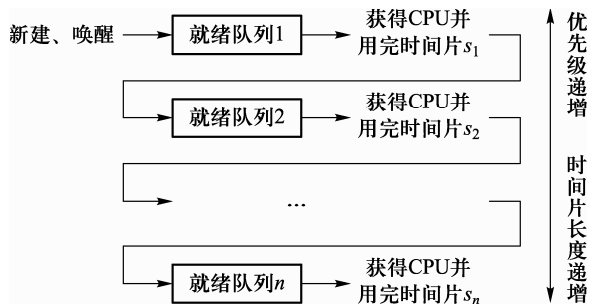 新建、唤醒
就绪队列1
获得CPU并
用完时间片s₁
就绪队列2
获得CPU并
用完时间片s₂
...
就绪队列n
获得CPU并
用完时间片sₙ
优先级递增
时间片长度递增